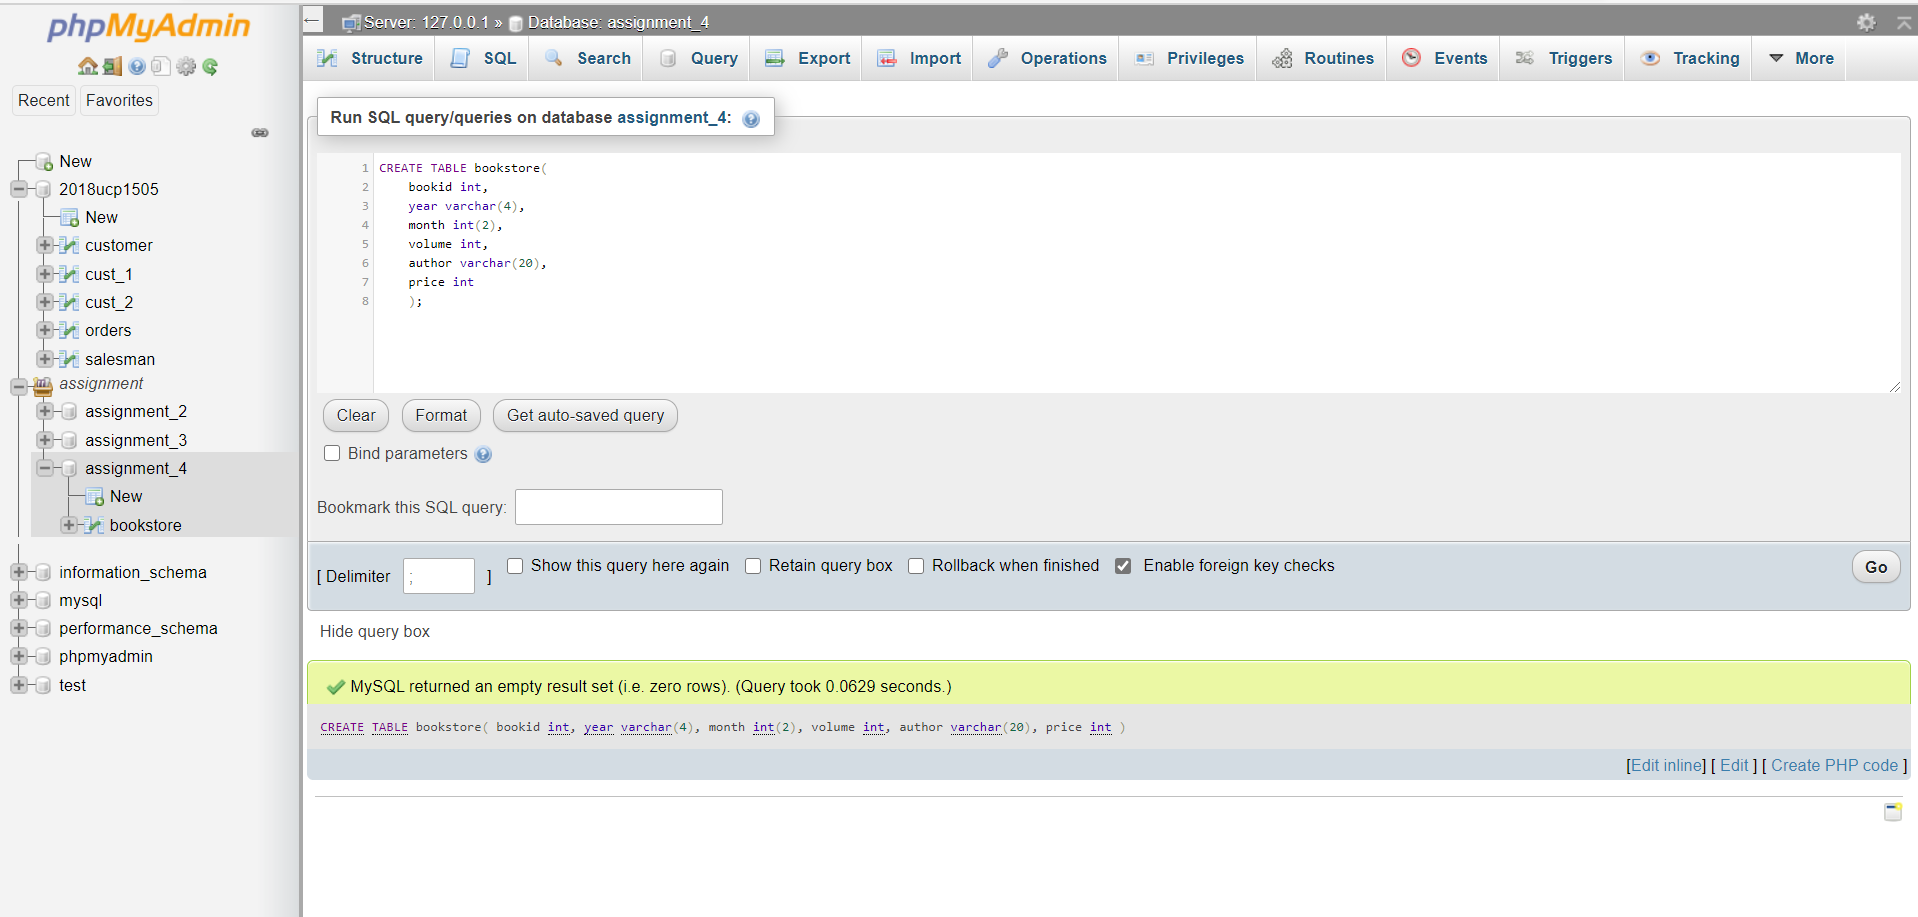 phpMyAdmin
Recent
Favorites
New
2018ucp1505
New
customer
cust_1
cust_2
orders
salesman
assignment
assignment_2
assignment_3
assignment_4
New
bookstore
information_schema
mysql
performance_schema
phpmyadmin
test
Server: 127.0.0.1 » Database: assignment_4
Structure SQL Search Query Export Import Operations Privileges Routines Events Triggers Tracking More
Run SQL query/queries on database assignment_4:
1 CREATE TABLE bookstore(
2 bookid int,
3 year varchar(4),
4 month int(2),
5 volume int,
6 author varchar(20),
7 price int
8 );
Clear Format Get auto-saved query
Bind parameters
Bookmark this SQL query:
[ Delimiter ; ] Show this query here again Retain query box Rollback when finished Enable foreign key checks Go
Hide query box
MySQL returned an empty result set (i.e. zero rows). (Query took 0.0629 seconds.)
CREATE TABLE bookstore( bookid int, year varchar(4), month int(2), volume int, author varchar(20), price int )
[Edit inline] [ Edit ] [ Create PHP code ]